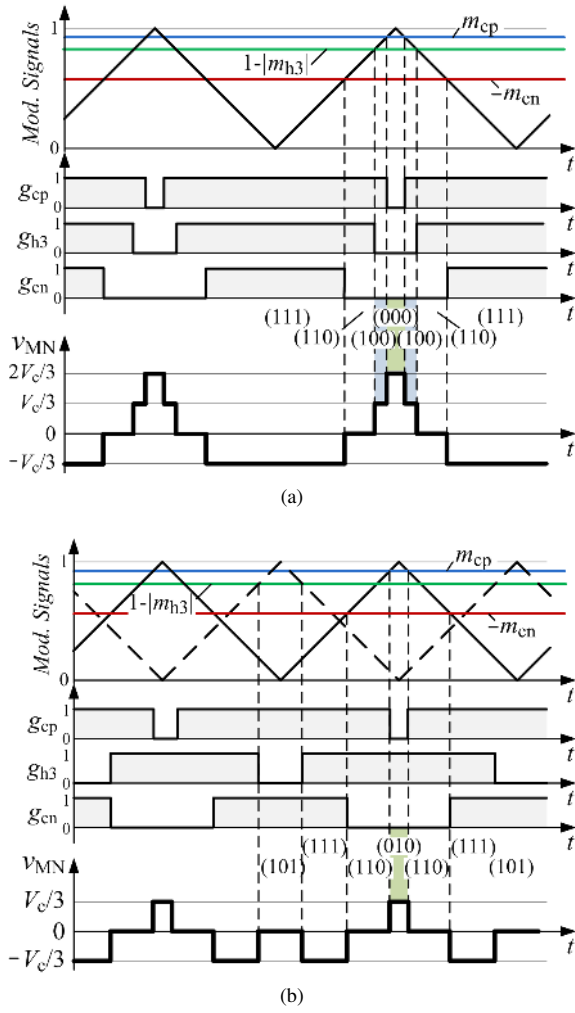 Mod. Signals
1
0
m_cp
1-|m_h3|
-m_cn
t
g_cp
1
0
t
g_h3
1
0
t
g_cn
1
0
t
(111) (000) (111)
(110) (110)
(100) (100)
v_MN
2V_c/3
V_c/3
0
-V_c/3
t
(a)
Mod. Signals
1
0
m_cp
1-|m_h3|
-m_cn
t
g_cp
1
0
t
g_h3
1
0
t
g_cn
1
0
t
(111) (010) (111)
(101) (110) (110) (101)
v_MN
V_c/3
0
-V_c/3
t
(b)